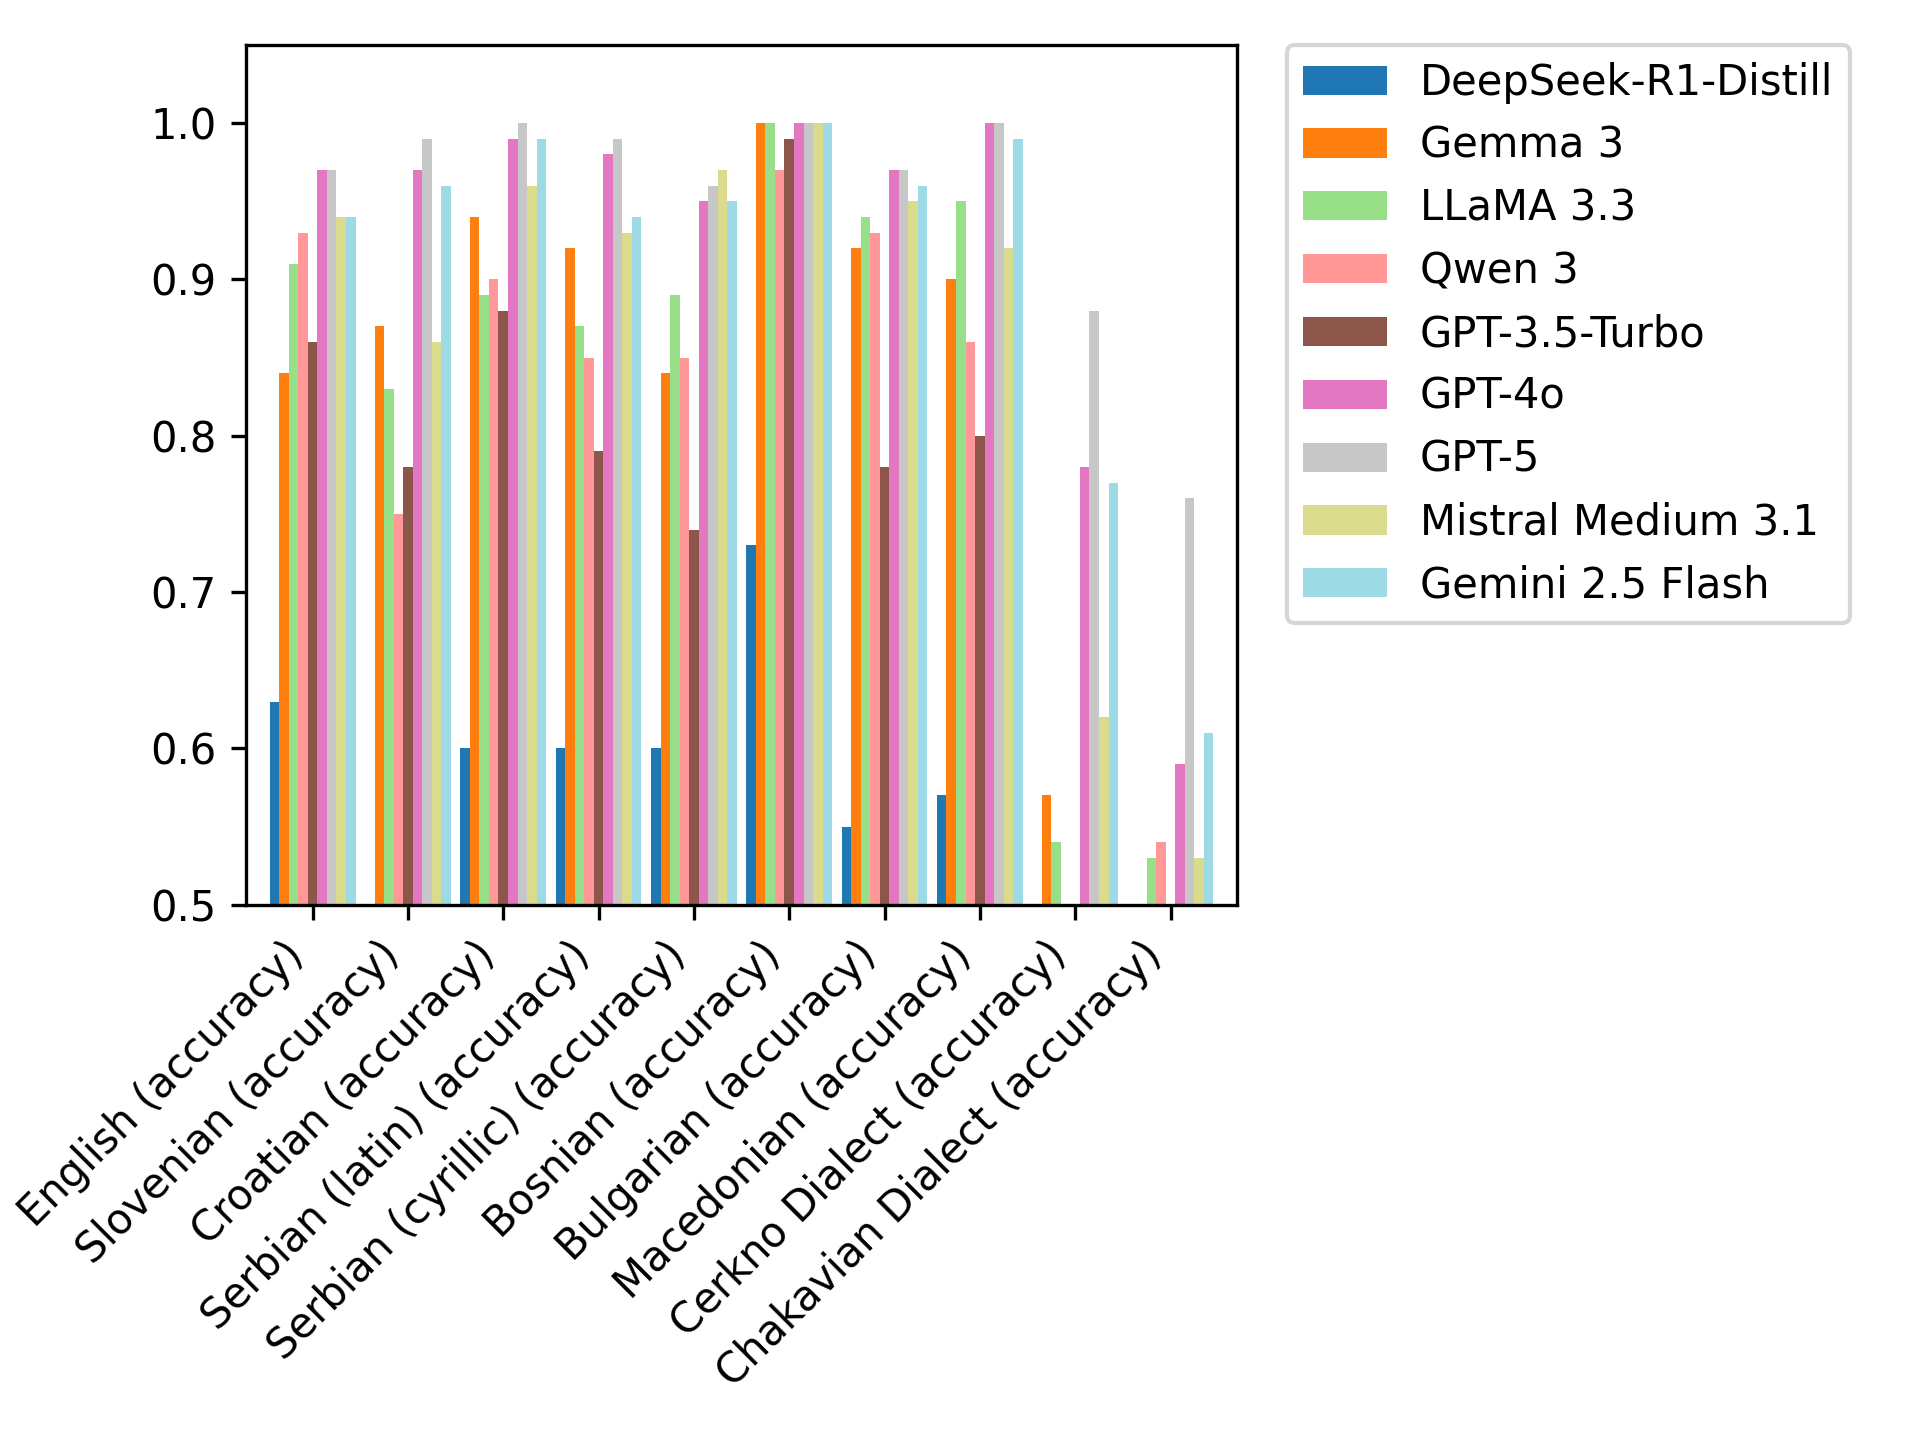 1.0
0.9
0.8
0.7
0.6
0.5
English (accuracy)
Slovenian (accuracy)
Croatian (accuracy)
Serbian (latin) (accuracy)
Serbian (cyrillic) (accuracy)
Bosnian (accuracy)
Bulgarian (accuracy)
Macedonian (accuracy)
Cerkno Dialect (accuracy)
Chakavian Dialect (accuracy)
DeepSeek-R1-Distill
Gemma 3
LLaMA 3.3
Qwen 3
GPT-3.5-Turbo
GPT-4o
GPT-5
Mistral Medium 3.1
Gemini 2.5 Flash